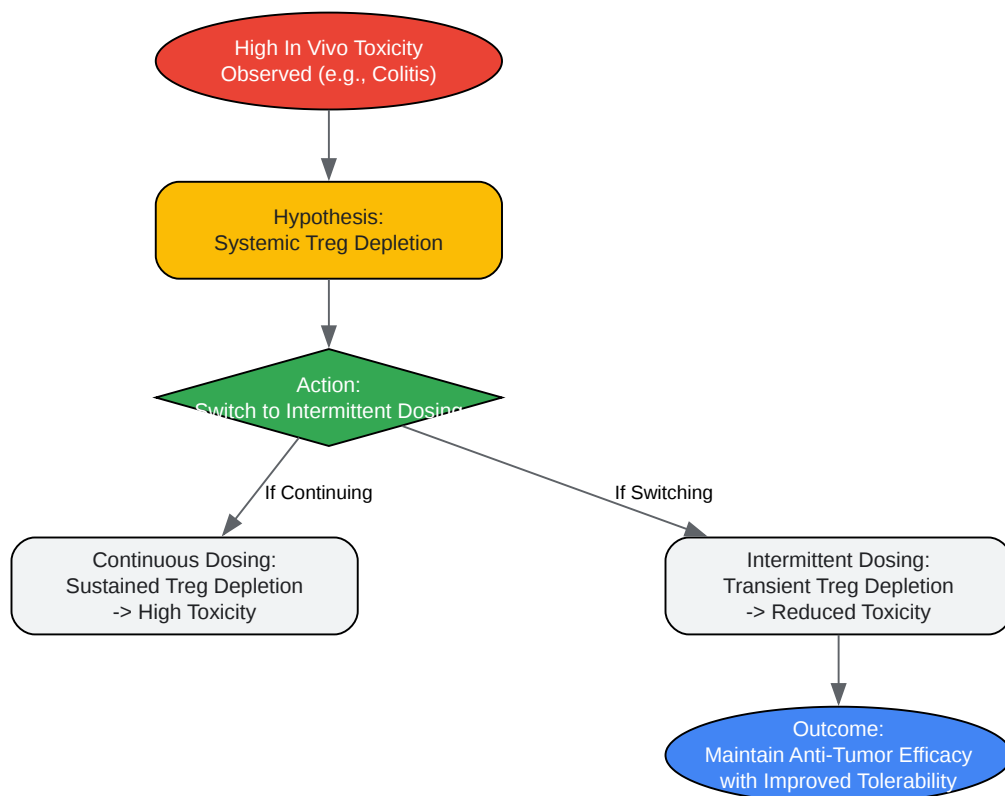 High In Vivo Toxicity
Observed (e.g., Colitis)
Hypothesis:
Systemic Treg Depletion
Action:
Switch to Intermittent Dosing
If Continuing
If Switching
Continuous Dosing:
Sustained Treg Depletion
-> High Toxicity
Intermittent Dosing:
Transient Treg Depletion
-> Reduced Toxicity
Outcome:
Maintain Anti-Tumor Efficacy
with Improved Tolerability